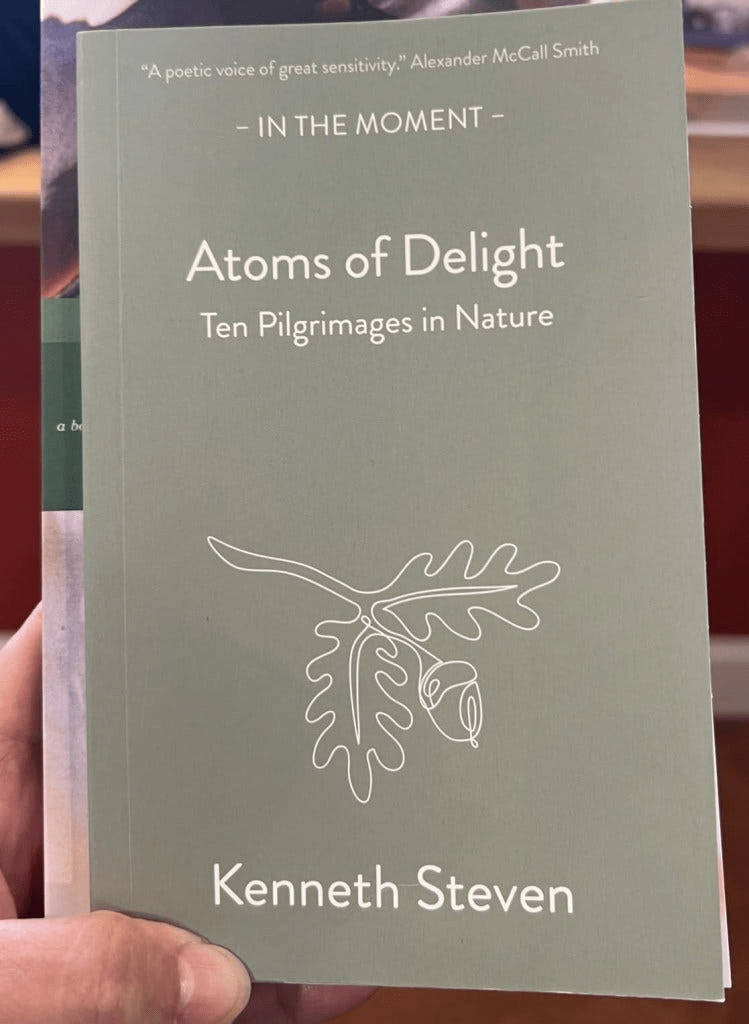 “A poetic voice of great sensitivity.” Alexander McCall Smith
– IN THE MOMENT –
Atoms of Delight
Ten Pilgrimages in Nature
a
Kenneth Steven